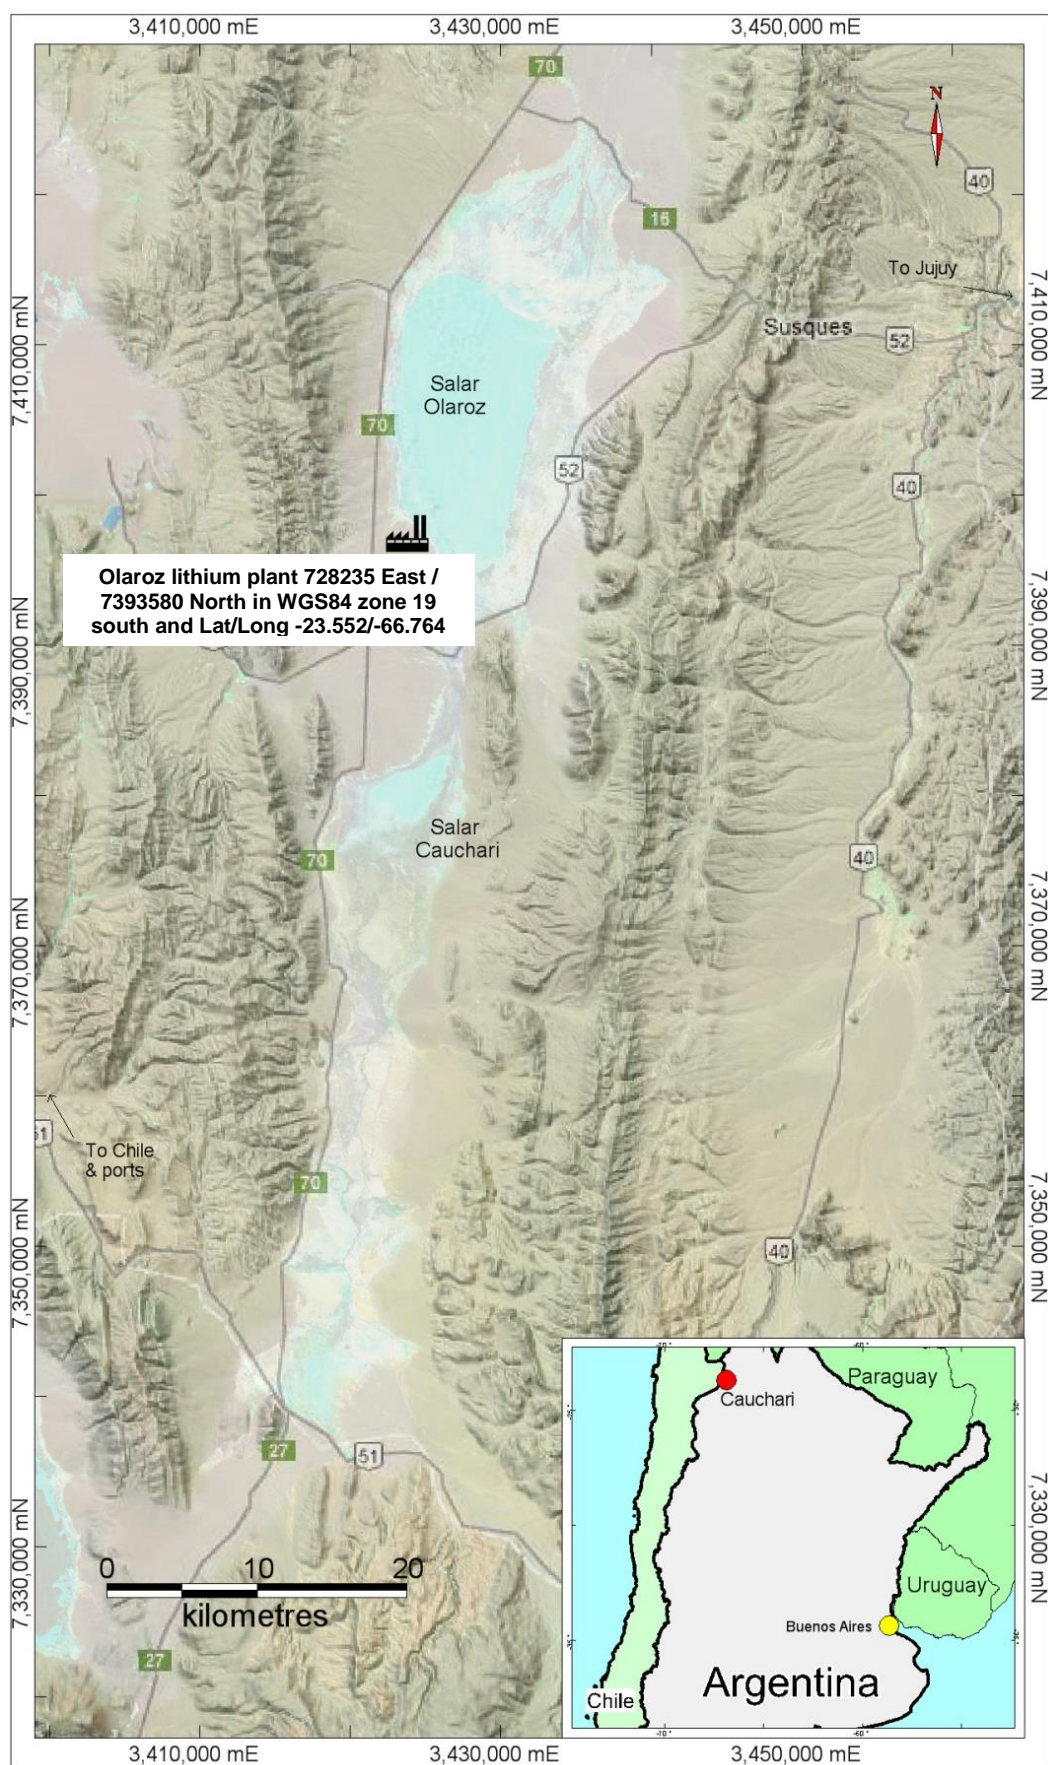 3,410,000 mE
3,430,000 mE
3,450,000 mE
70
N
40
16
To Jujuy
7,410,000 mN
7,410,000 mN
Susques
52
Salar
Olaroz
70
52
40
Olaroz lithium plant 728235 East /
7393580 North in WGS84 zone 19
south and Lat/Long -23.552/-66.764
7,390,000 mN
7,390,000 mN
Salar
Cauchari
70
40
7,370,000 mN
7,370,000 mN
51
To Chile
& ports
70
7,350,000 mN
7,350,000 mN
40
Paraguay
Cauchari
27
51
7,330,000 mN
7,330,000 mN
0
10
20
kilometres
Uruguay
Buenos Aires
27
Argentina
Chile
3,410,000 mE
3,430,000 mE
3,450,000 mE